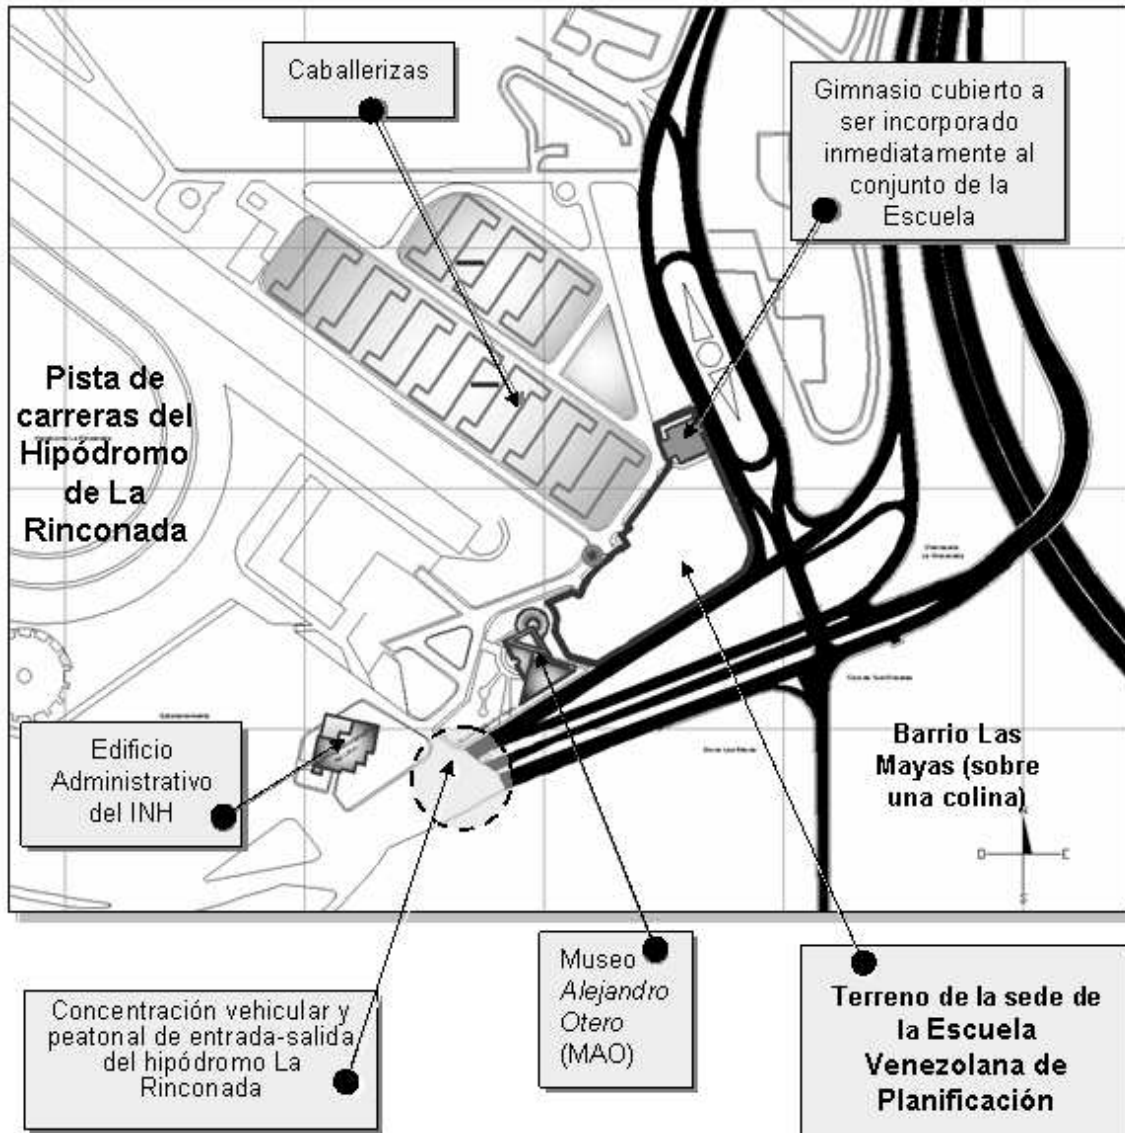 Caballerizas
Gimnasio cubierto a
ser incorporado
inmediatamente al
conjunto de la
Escuela
Pista de
carreras del
Hipódromo
de La
Rinconada
Edificio
Administrativo
del INH
Barrio Las
Mayas (sobre
una colina)
O
E
S
Concentración vehicular y
peatonal de entrada-salida
del hipódromo La
Rinconada
Museo
Alejandro
Otero
(MAO)
Terreno de la sede de
la Escuela
Venezolana de
Planificación